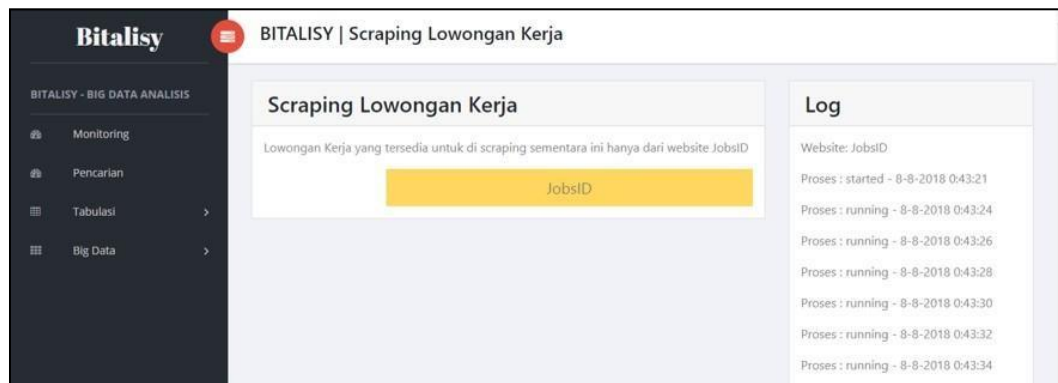 Bitalisy
BITALISY | Scraping Lowongan Kerja
BITALISY - BIG DATA ANALISIS
Monitoring
Pencarian
Tabulasi
Big Data
Scraping Lowongan Kerja
Lowongan Kerja yang tersedia untuk di scraping sementara ini hanya dari website JobsID
JobsID
Log
Website: JobsID
Proses : started - 8-8-2018 0:43:21
Proses : running - 8-8-2018 0:43:24
Proses : running - 8-8-2018 0:43:26
Proses : running - 8-8-2018 0:43:28
Proses : running - 8-8-2018 0:43:30
Proses : running - 8-8-2018 0:43:32
Proses : running - 8-8-2018 0:43:34